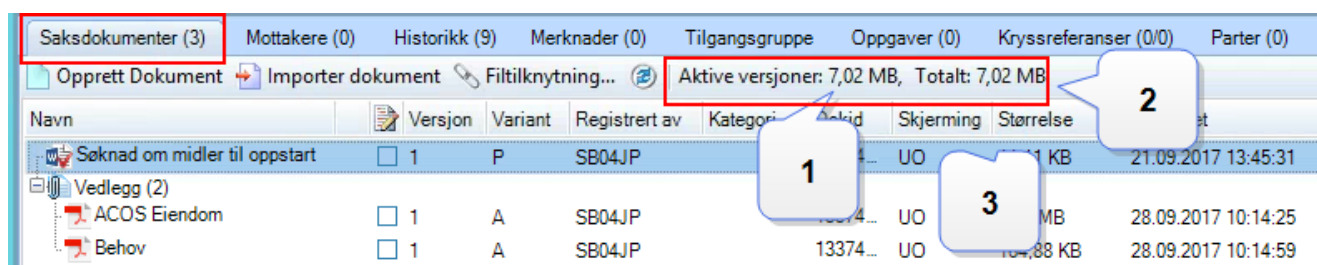 Saksdokumenter (3) Mottakere (0) Historikk (9) Merknader (0) Tilgangsgruppe Oppgaver (0) Kryssreferanser (0/0) Parter (0)
Opprett Dokument Importer dokument Filtilknytning... Aktive versjoner: 7,02 MB, Totalt: 7,02 MB
2
Navn Versjon Variant Registrert av Skjerming Størrelse
Søknad om midler til oppstart 1 P SB04JP UO KB 21.09.2017 13:45:31
1
Vedlegg (2)
3
ACOS Eiendom 1 A SB04JP UO MB 28.09.2017 10:14:25
Behov 1 A SB04JP 13374... UO KB 28.09.2017 10:14:59